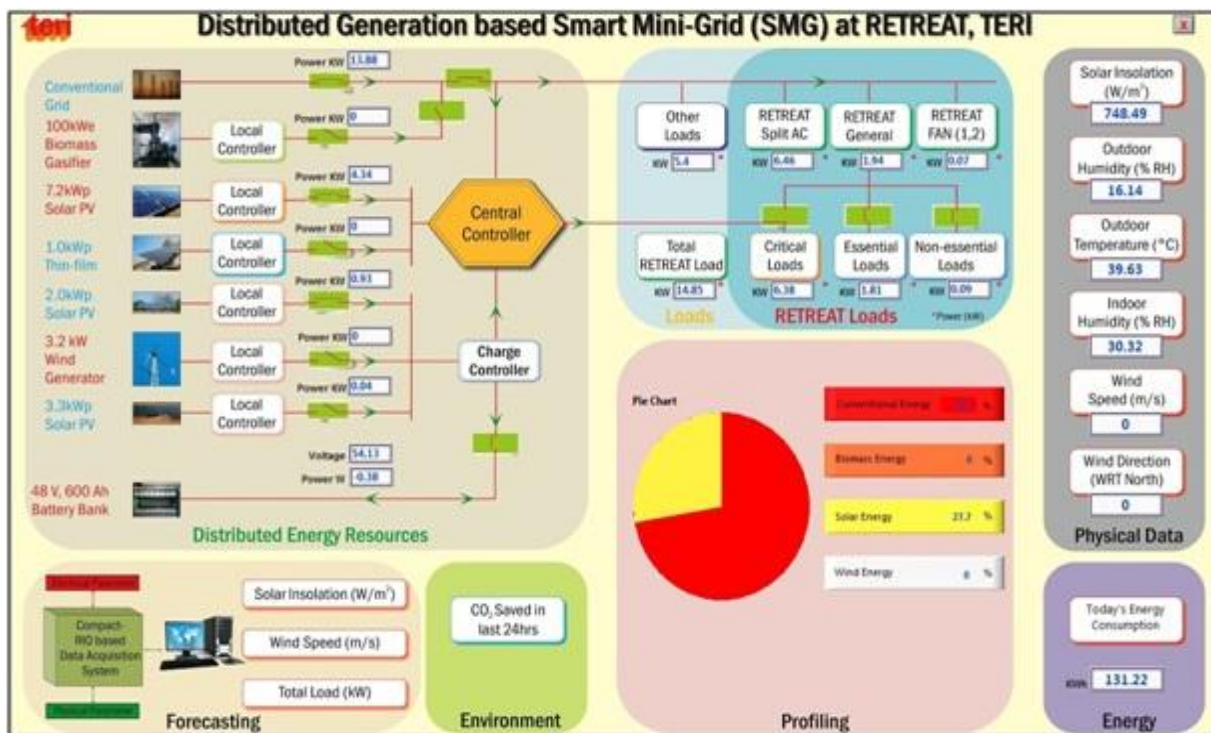 teri
Distributed Generation based Smart Mini-Grid (SMG) at RETREAT, TERI
x
Conventional
Grid
Power KW 13.88
100kWe
Biomass
Gasifier
Local
Controller
Power KW 0
7.2kWp
Solar PV
Local
Controller
Power KW 4.34
1.0kWp
Thin-film
Local
Controller
Power KW 0
2.0kWp
Solar PV
Local
Controller
Power KW 0.93
3.2 kW
Wind
Generator
Local
Controller
Power KW 0
3.3kWp
Solar PV
Local
Controller
Power KW 0.04
Voltage 54.13
Power W -0.38
48 V, 600 Ah
Battery Bank
Central
Controller
Charge
Controller
Distributed Energy Resources
Other
Loads
KW 5.4 *
RETREAT
Split AC
KW 6.46 *
RETREAT
General
KW 1.94 *
RETREAT
FAN (1,2)
KW 0.07 *
Total
RETREAT Load
KW 14.85 *
Critical
Loads
KW 6.38 *
Essential
Loads
KW 1.81 *
Non-essential
Loads
KW 0.09 *
Loads
RETREAT Loads
*Power (kW)
Solar Insolation
(W/m²)
748.49
Outdoor
Humidity (% RH)
16.14
Outdoor
Temperature (°C)
39.63
Indoor
Humidity (% RH)
30.32
Wind
Speed (m/s)
0
Wind Direction
(WRT North)
0
Physical Data
Pie Chart
Conventional Energy %
Biomass Energy 0 %
Solar Energy 27.7 %
Wind Energy 0 %
Profiling
Compact-
RIO based
Data Acquisition
System
Solar Insolation (W/m²)
Wind Speed (m/s)
Total Load (kW)
Forecasting
CO₂ Saved in
last 24hrs
Environment
Today's Energy
Consumption
KWh 131.22
Energy